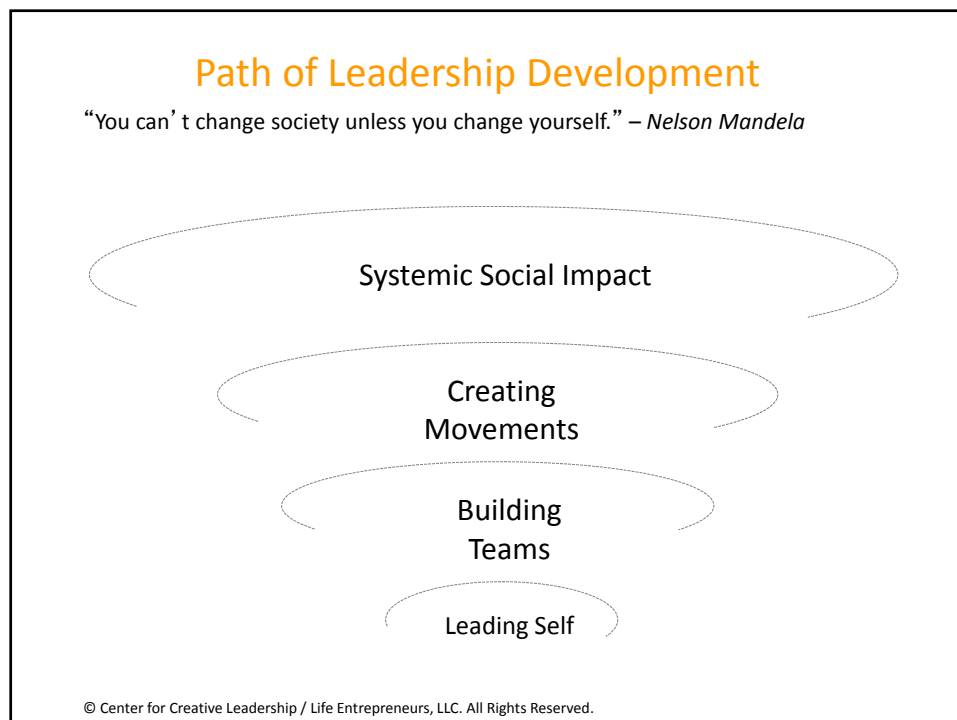 Path of Leadership Development
“You can’ t change society unless you change yourself.” – Nelson Mandela
Systemic Social Impact
Creating
Movements
Building
Teams
Leading Self
© Center for Creative Leadership / Life Entrepreneurs, LLC. All Rights Reserved.